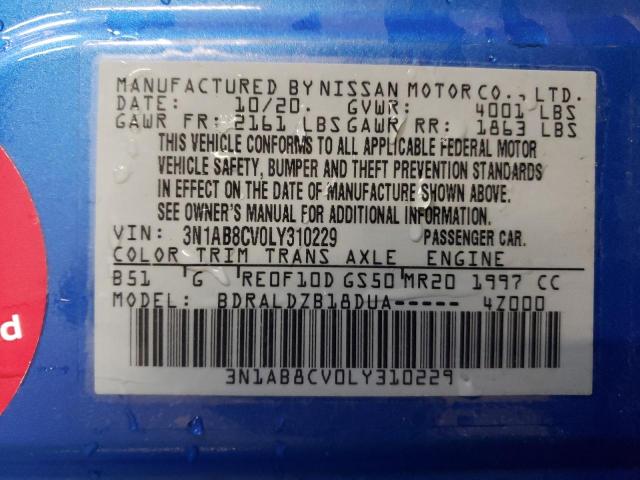 MANUFACTURED BY NISSAN MOTOR CO., LTD.
DATE: 10/20. GVWR: 4001 LBS
GAWR FR: 2161 LBS GAWR RR: 1863 LBS
THIS VEHICLE CONFORMS TO ALL APPLICABLE FEDERAL MOTOR
VEHICLE SAFETY, BUMPER AND THEFT PREVENTION STANDARDS
IN EFFECT ON THE DATE OF MANUFACTURE SHOWN ABOVE.
SEE OWNER'S MANUAL FOR ADDITIONAL INFORMATION.
VIN: 3N1AB8CV0LY310229 PASSENGER CAR.
COLOR TRIM TRANS AXLE ENGINE
B51 G RE0F10D GS50 MR20 1997 CC
MODEL: BDRALDZB18DUA----- 4Z000
3N1AB8CV0LY310229
d